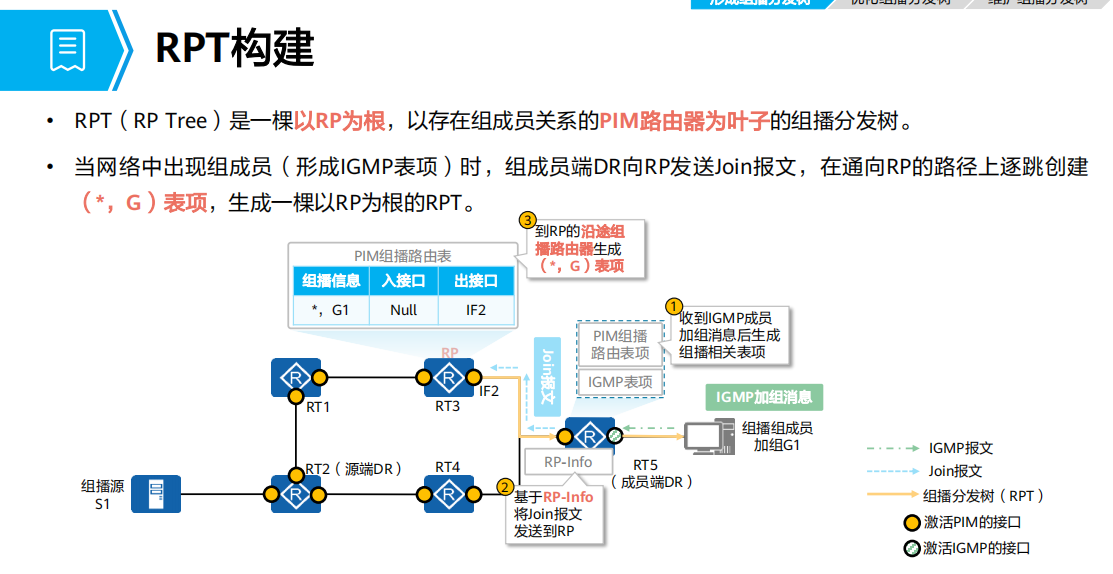 形成组播分发树 优化组播分发树 维护组播分发树
RPT构建
• RPT（RP Tree）是一棵以RP为根，以存在组成员关系的PIM路由器为叶子的组播分发树。
• 当网络中出现组成员（形成IGMP表项）时，组成员端DR向RP发送Join报文，在通向RP的路径上逐跳创建
（*，G）表项，生成一棵以RP为根的RPT。
3
到RP的沿途组
播路由器生成
（*，G）表项
PIM组播路由表
组播信息 入接口 出接口
*，G1 Null IF2
1
收到IGMP成员
加组消息后生成
组播相关表项
PIM组播
路由表项
IGMP表项
Join报文
RP
R
R
IF2
RT1
RT3
IGMP加组消息
R
组播组成员
加组G1
RP-Info
RT5
（成员端DR）
RT2（源端DR）
RT4
R
R
组播源
S1
2
基于RP-Info
将Join报文
发送到RP
IGMP报文
Join报文
组播分发树（RPT）
激活PIM的接口
激活IGMP的接口